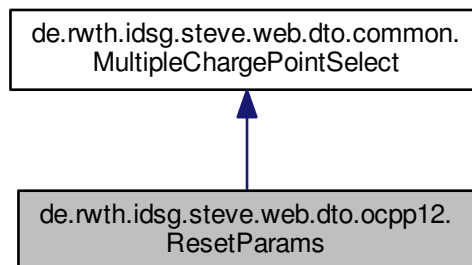 de.rwth.idsg.steve.web.dto.common.
MultipleChargePointSelect
de.rwth.idsg.steve.web.dto.ocpp12.
ResetParams